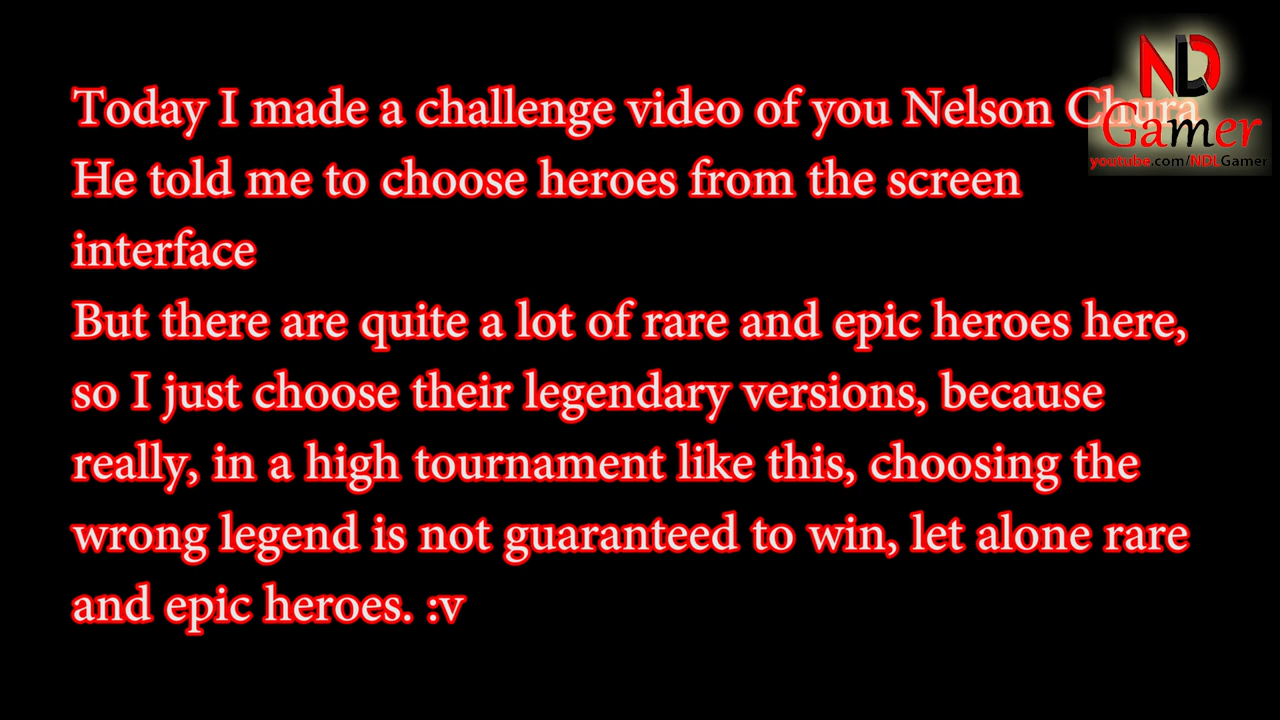 Today I made a challenge video of you Nelson Chura
He told me to choose heroes from the screen
interface
But there are quite a lot of rare and epic heroes here,
so I just choose their legendary versions, because
really, in a high tournament like this, choosing the
wrong legend is not guaranteed to win, let alone rare
and epic heroes. :v
NDL
Gamer
youtube.com/NDLGamer